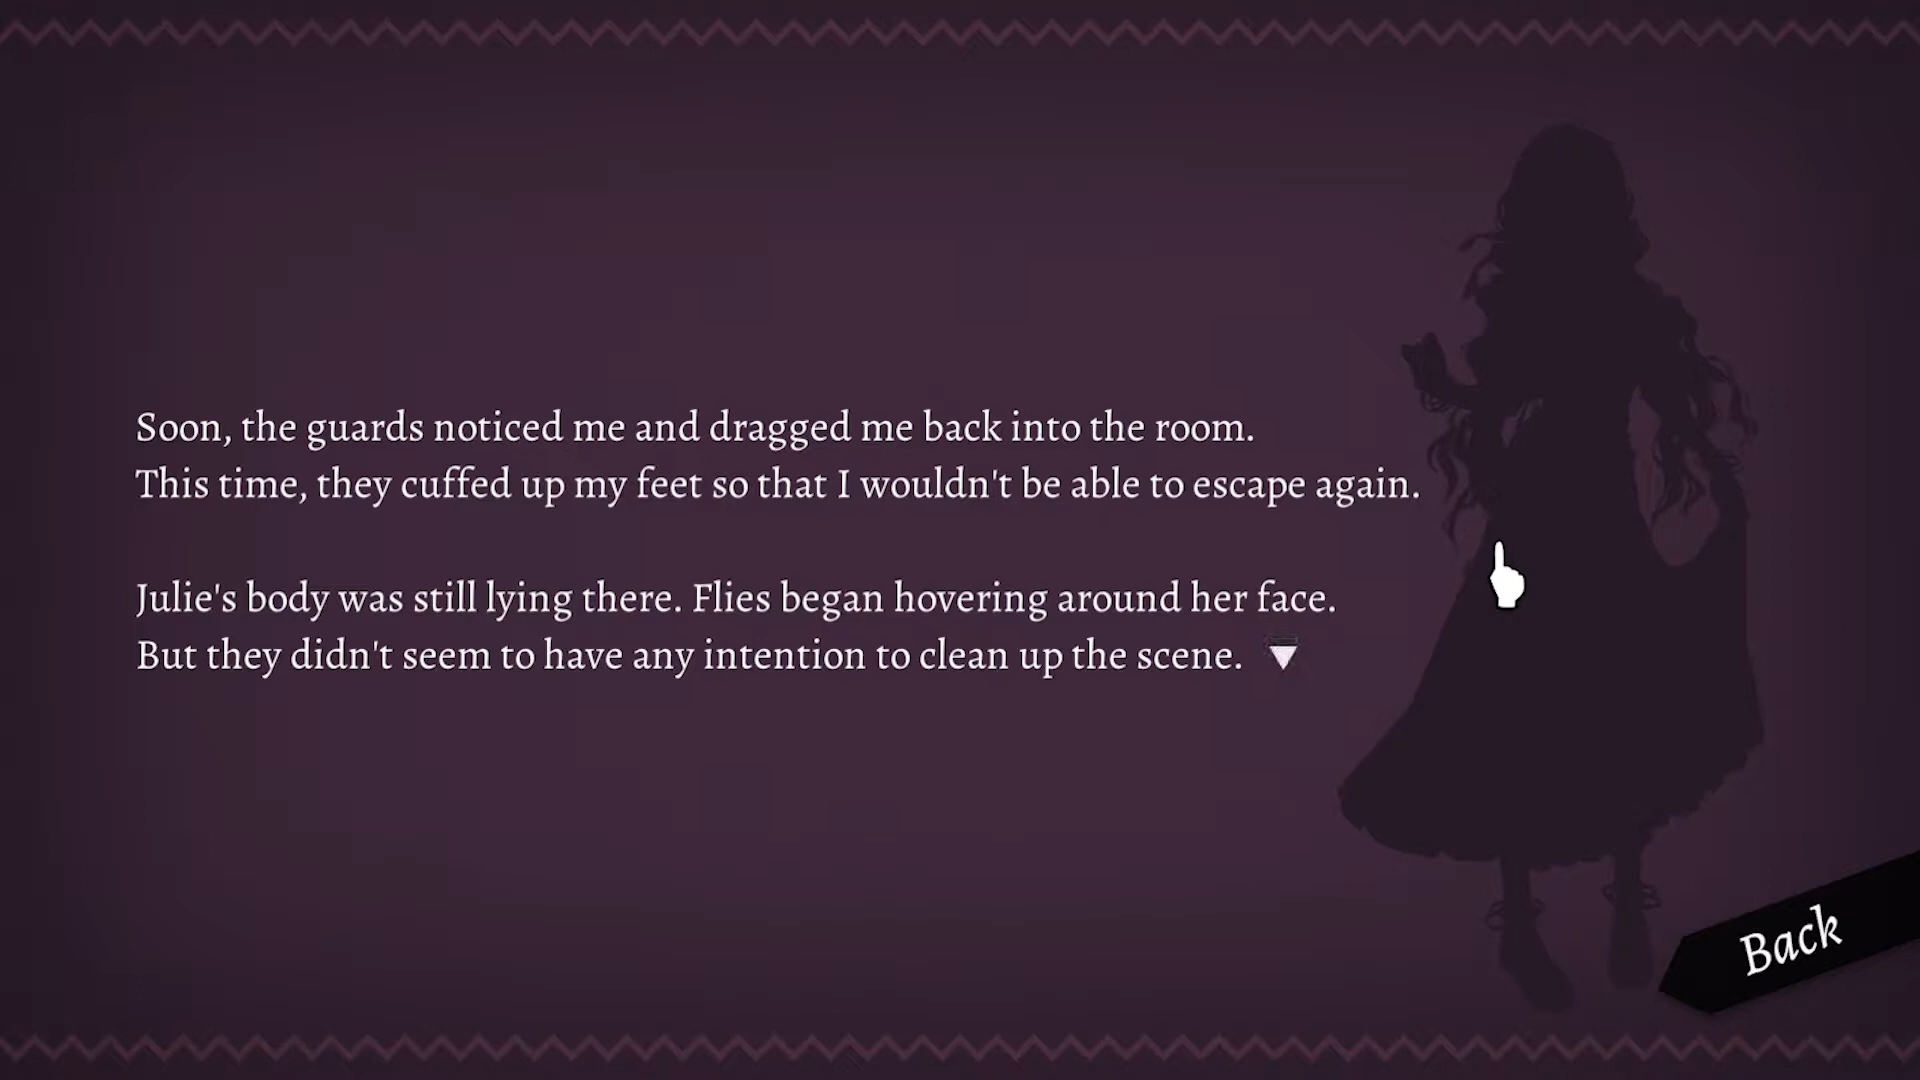 Soon, the guards noticed me and dragged me back into the room.
This time, they cuffed up my feet so that I wouldn't be able to escape again.
Julie's body was still lying there. Flies began hovering around her face.
But they didn't seem to have any intention to clean up the scene.
Back